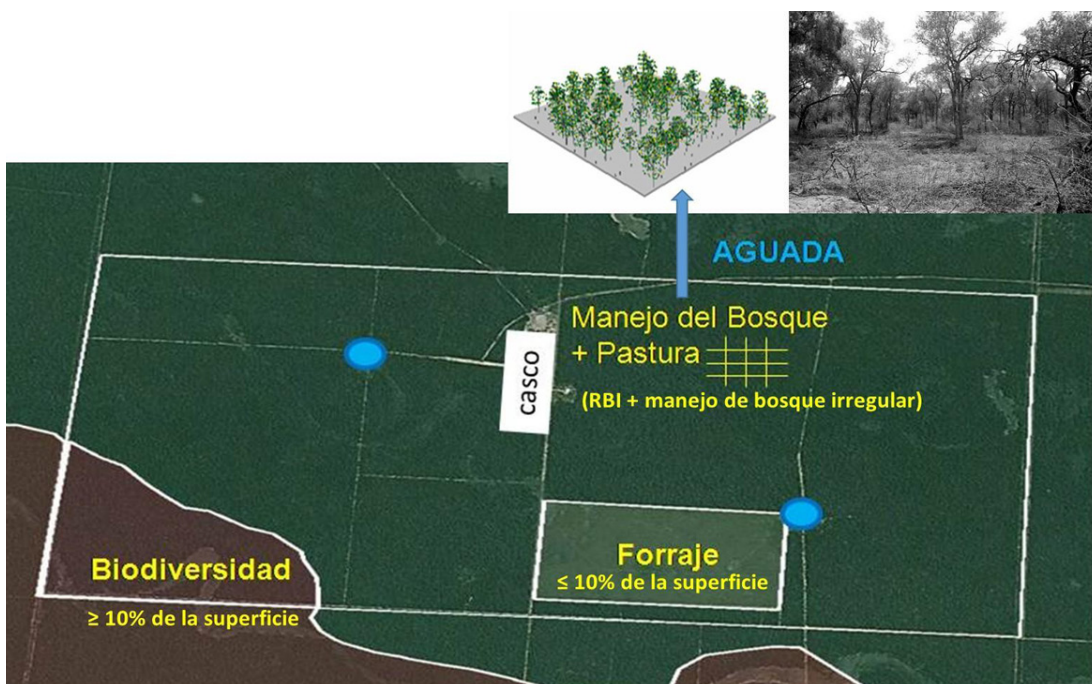 AGUADA
Manejo del Bosque
+ Pastura
(RBI + manejo de bosque irregular)
casco
Biodiversidad
≥ 10% de la superficie
Forraje
≤ 10% de la superficie